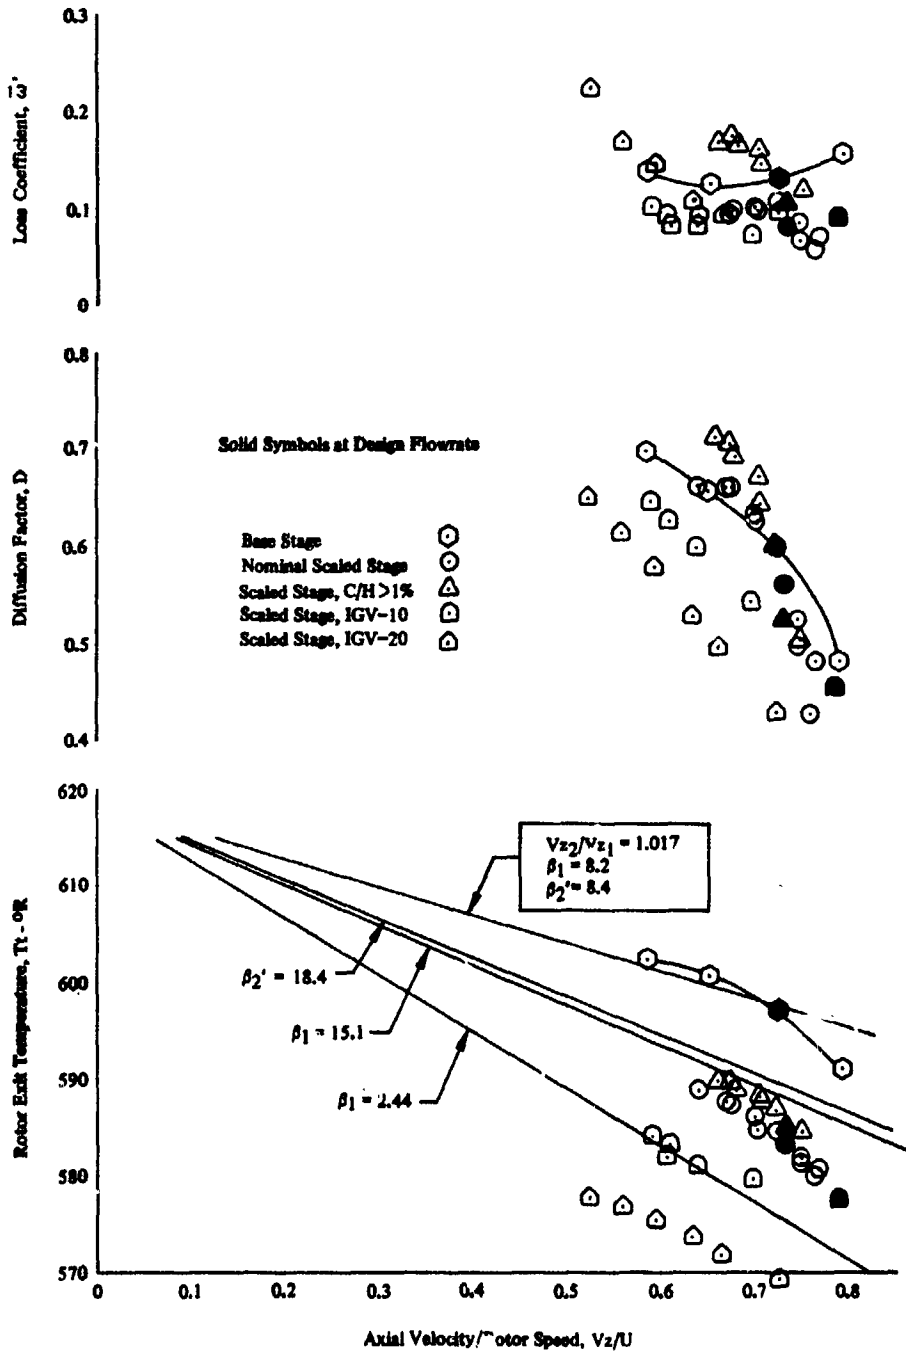 0.3
0.2
0.1
0
Loss Coefficient, ω̄'
0.8
0.7
0.6
0.5
0.4
Diffusion Factor, D
Solid Symbols at Design Flowrate
Base Stage
Nominal Scaled Stage
Scaled Stage, C/H>1%
Scaled Stage, IGV-10
Scaled Stage, IGV-20
620
610
600
590
580
570
Rotor Exit Temperature, Tt - ºR
Vz2/Vz1 = 1.017
β1 = 8.2
β2' = 8.4
β2' = 18.4
β1 = 15.1
β1 = 2.44
0 0.1 0.2 0.3 0.4 0.5 0.6 0.7 0.8
Axial Velocity/ otor Speed, Vz/U